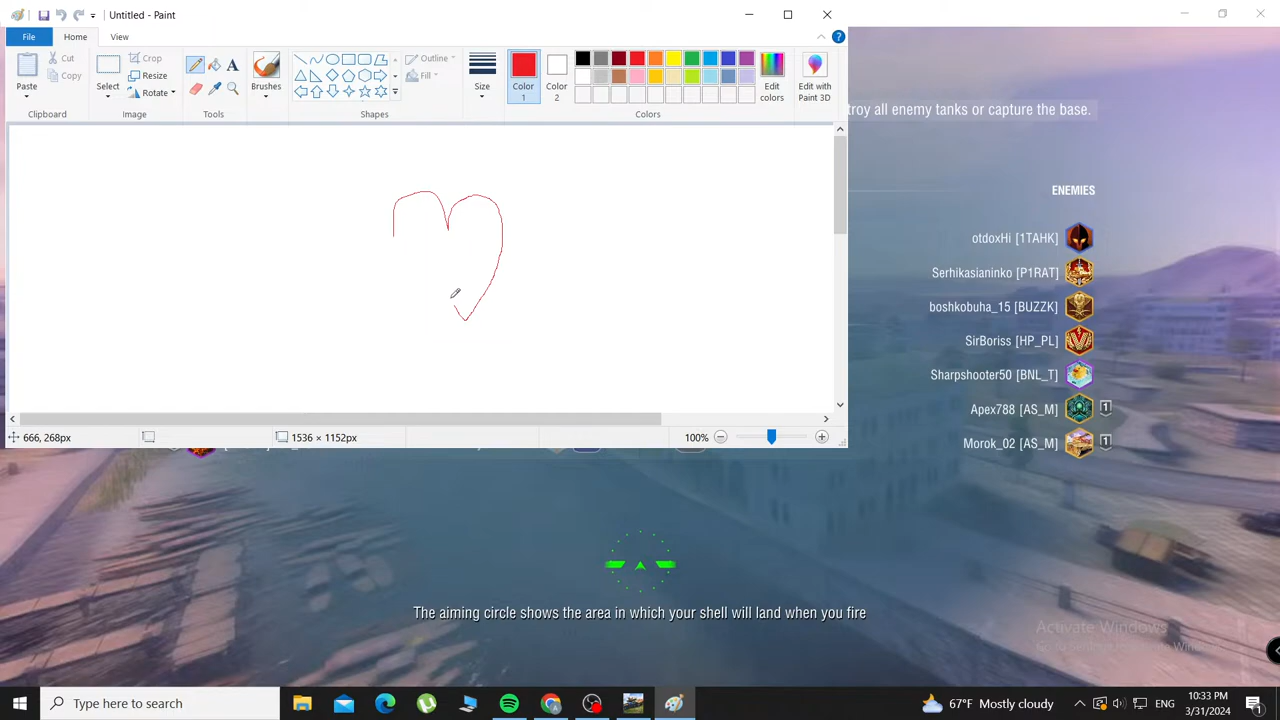 Untitled - Paint
File Home View
Paste
Cut
Copy
Clipboard
Select
Crop
Resize
Rotate
Image
A
Tools
Brushes
Outline
Fill
Shapes
Size
Color 1
Color 2
Edit colors
Edit with Paint 3D
Colors
troy all enemy tanks or capture the base.
ENEMIES
otdoxHi [1TAHK]
Serhikasianinko [P1RAT]
boshkobuha_15 [BUZZK]
SirBoriss [HP_PL]
Sharpshooter50 [BNL_T]
Apex788 [AS_M] 1
Morok_02 [AS_M] 1
666, 268px 1536 × 1152px 100%
The aiming circle shows the area in which your shell will land when you fire
Activate Windows
Type here to search
67°F Mostly cloudy
ENG
10:33 PM
3/31/2024
1